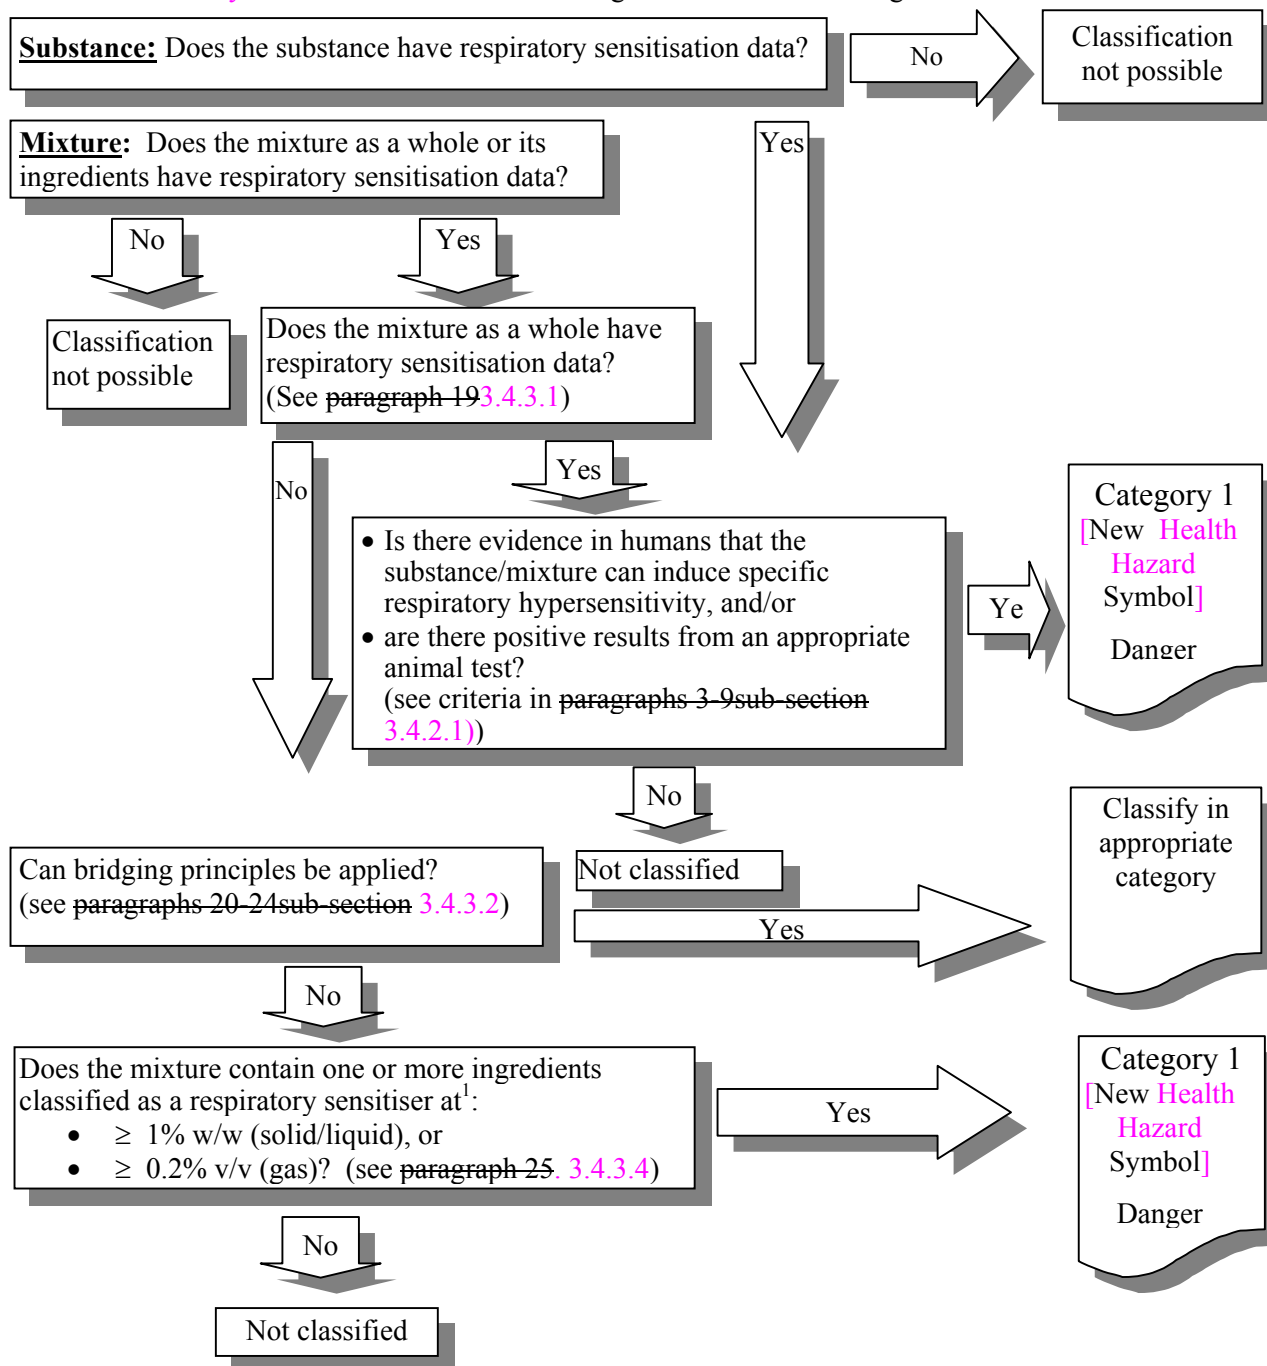 Substance: Does the substance have respiratory sensitisation data?
No
Classification
not possible
Mixture: Does the mixture as a whole or its
ingredients have respiratory sensitisation data?
Yes
No
Yes
Classification
not possible
Does the mixture as a whole have
respiratory sensitisation data?
(See paragraph 193.4.3.1)
No
Yes
• Is there evidence in humans that the
substance/mixture can induce specific
respiratory hypersensitivity, and/or
• are there positive results from an appropriate
animal test?
(see criteria in paragraphs 3-9sub-section
3.4.2.1))
Ye
Category 1
[New Health
Hazard
Symbol]
Danger
No
Not classified
Can bridging principles be applied?
(see paragraphs 20-24sub-section 3.4.3.2)
Yes
Classify in
appropriate
category
No
Does the mixture contain one or more ingredients
classified as a respiratory sensitiser at1:
• ≥ 1% w/w (solid/liquid), or
• ≥ 0.2% v/v (gas)? (see paragraph 25. 3.4.3.4)
Yes
Category 1
[New Health
Hazard
Symbol]
Danger
No
Not classified